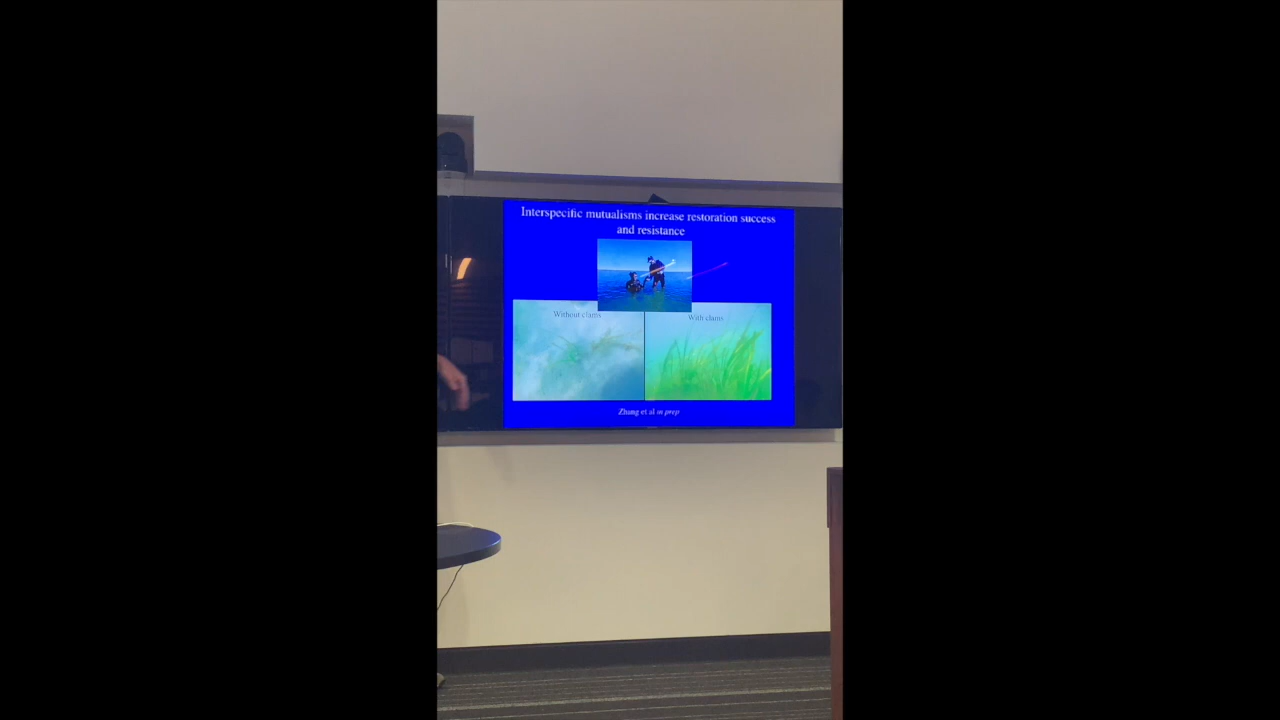 Interspecific mutualisms increase restoration success
and resistance
Without clams
With clams
Zhang et al in prep